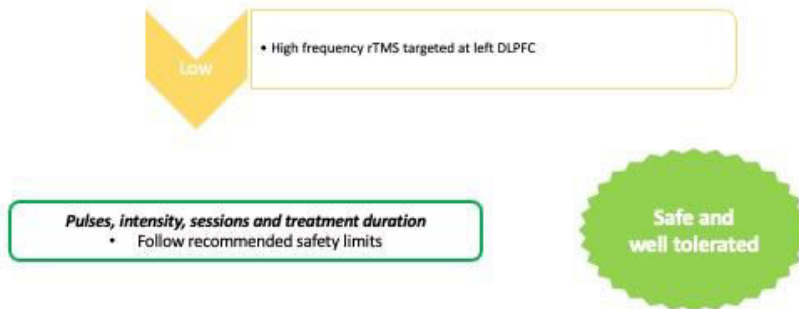 Low
• High frequency rTMS targeted at left DLPFC
Pulses, intensity, sessions and treatment duration
• Follow recommended safety limits
Safe and
well tolerated